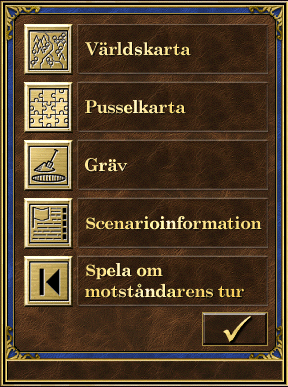 Världskarta
Pusselkarta
Gräv
Scenarioinformation
Spela om
motståndarens tur